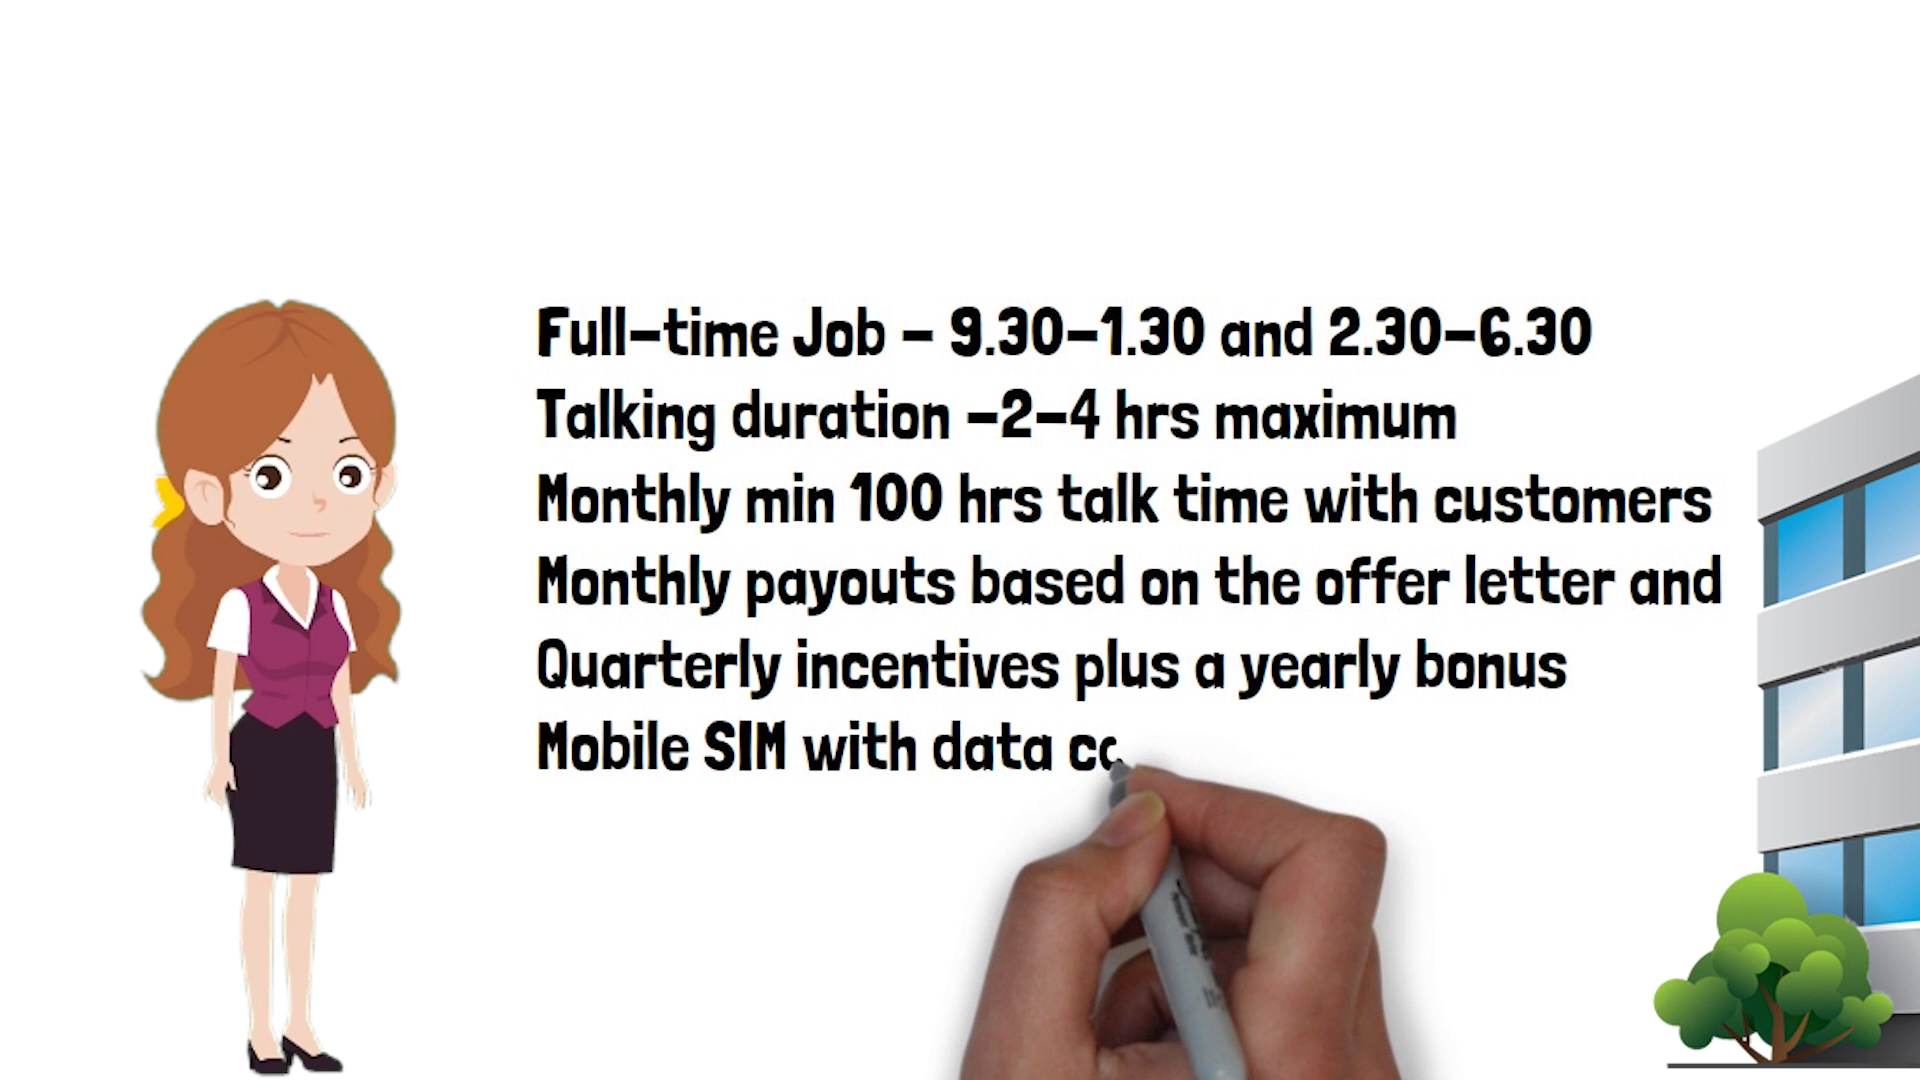 Full-time Job - 9.30-1.30 and 2.30-6.30
Talking duration -2-4 hrs maximum
Monthly min 100 hrs talk time with customers
Monthly payouts based on the offer letter and
Quarterly incentives plus a yearly bonus
Mobile SIM with data